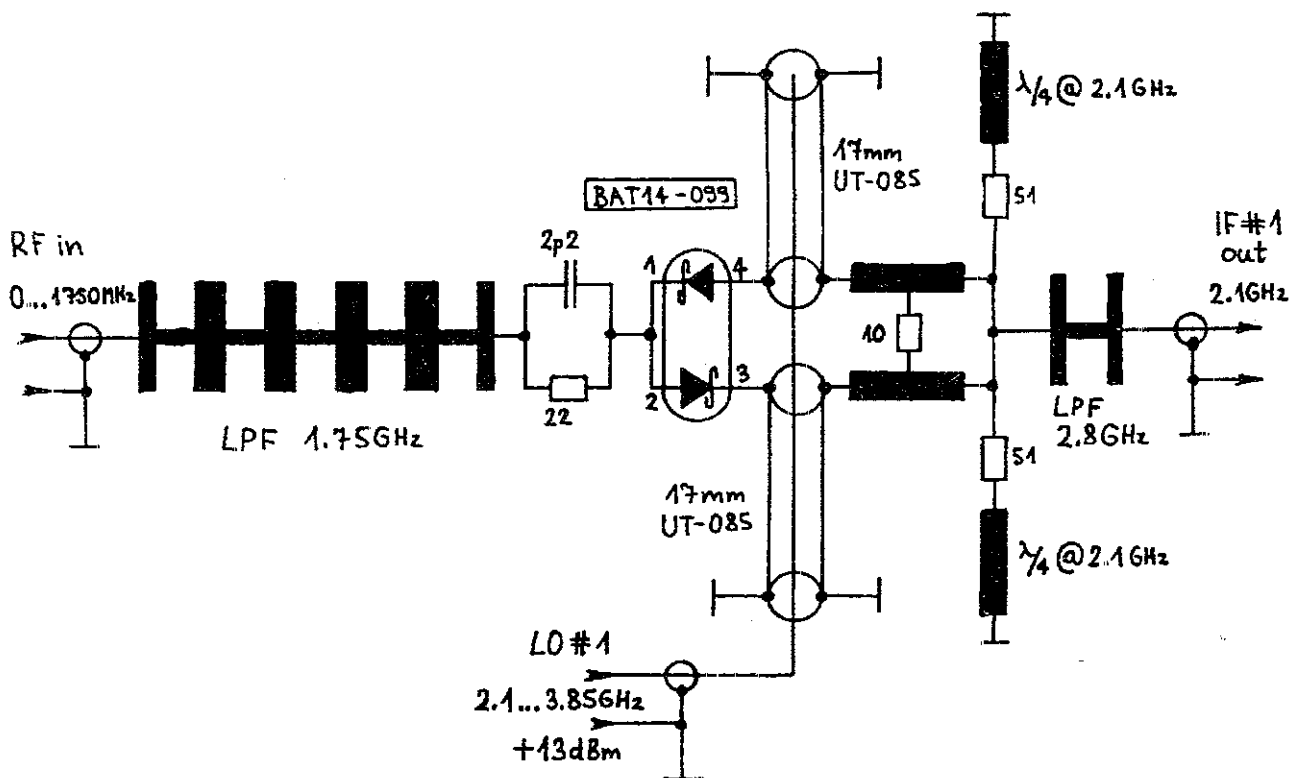 RF in
0...1750MHz
LPF 1.75GHz
2p2
22
BAT14-099
1
4
2
3
17mm
UT-085
17mm
UT-085
10
λ/4 @ 2.1GHz
51
51
λ/4 @ 2.1GHz
LPF
2.8GHz
IF#1
out
2.1GHz
LO #1
2.1...3.85GHz
+13dBm